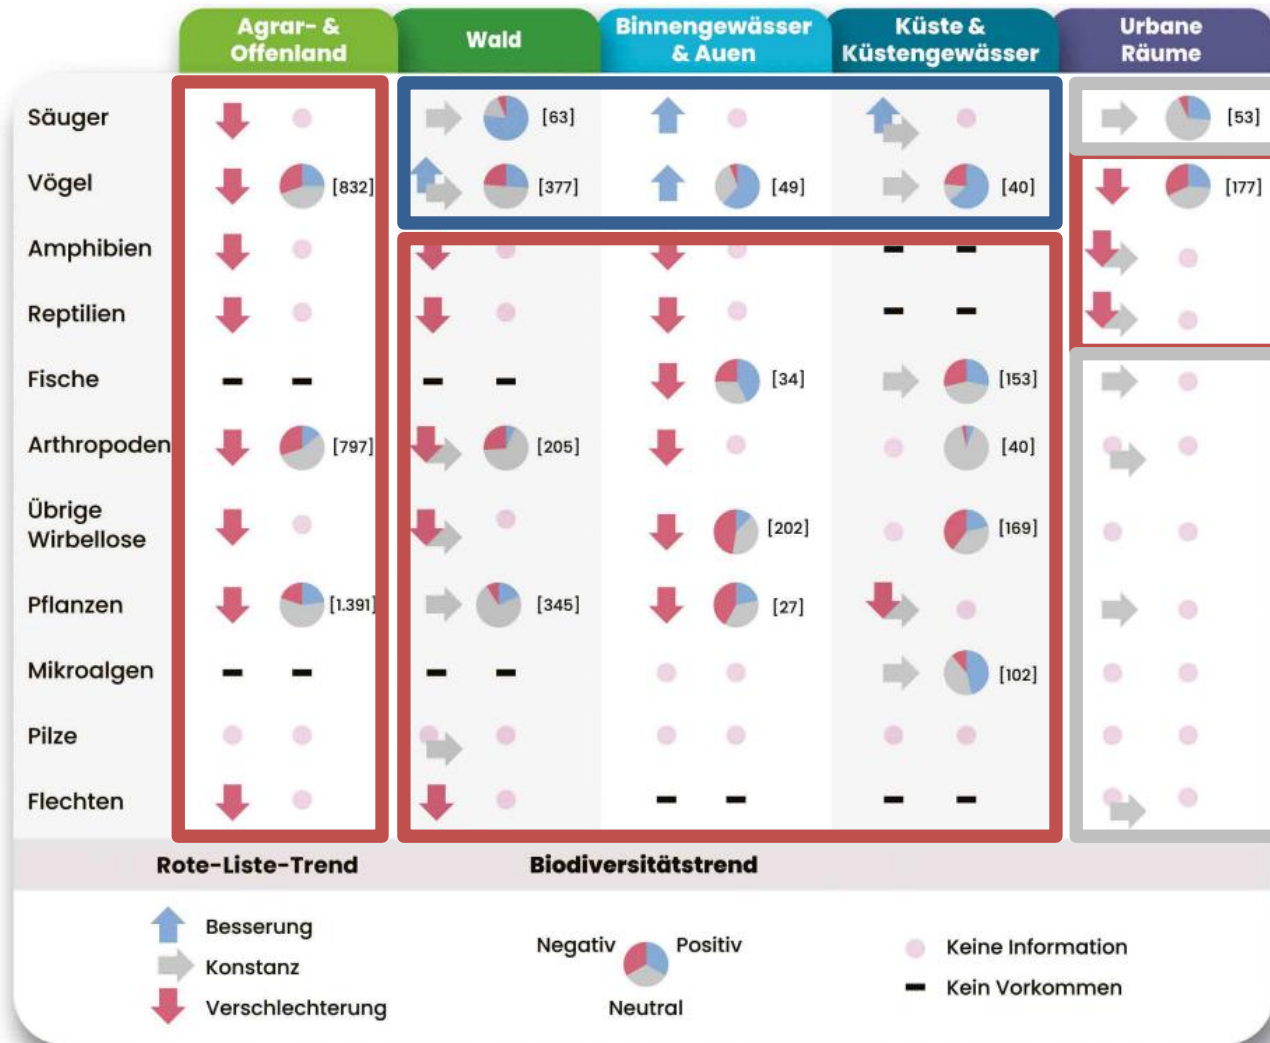 Agrar- &
Offenland
Wald
Binnengewässer
& Auen
Küste &
Küstengewässer
Urbane
Räume
Säuger
[63]
[53]
Vögel
[832]
[377]
[49]
[40]
[177]
Amphibien
Reptilien
Fische
[34]
[153]
Arthropoden
[797]
[205]
[40]
Übrige
Wirbellose
[202]
[169]
Pflanzen
[1.391]
[345]
[27]
Mikroalgen
[102]
Pilze
Flechten
Rote-Liste-Trend
Biodiversitätstrend
Besserung
Konstanz
Verschlechterung
Negativ
Positiv
Neutral
Keine Information
Kein Vorkommen